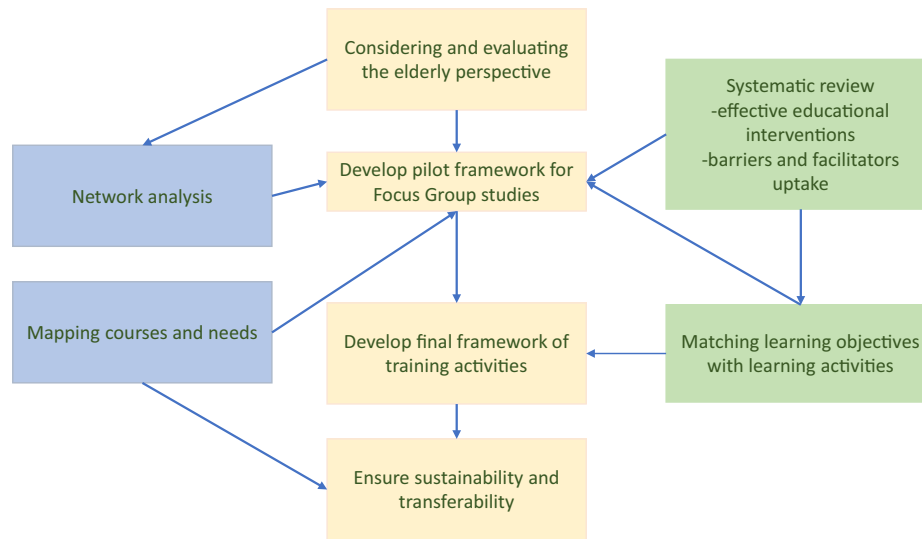 Considering and evaluating
the elderly perspective
Systematic review
-effective educational
interventions
-barriers and facilitators
uptake
Network analysis
Develop pilot framework for
Focus Group studies
Mapping courses and needs
Develop final framework of
training activities
Matching learning objectives
with learning activities
Ensure sustainability and
transferability